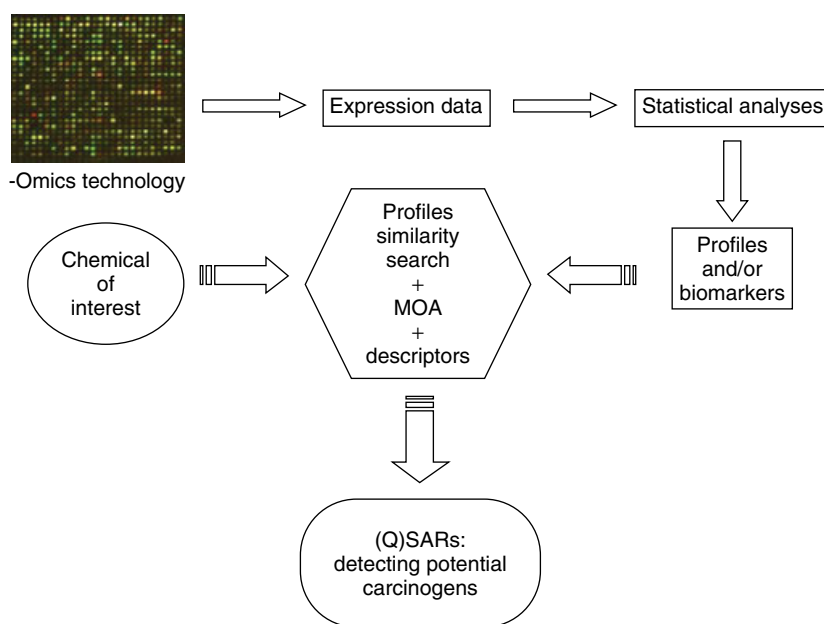 -Omics technology
Expression data
Statistical analyses
Chemical
of
interest
Profiles
similarity
search
+
MOA
+
descriptors
Profiles
and/or
biomarkers
(Q)SARs:
detecting potential
carcinogens